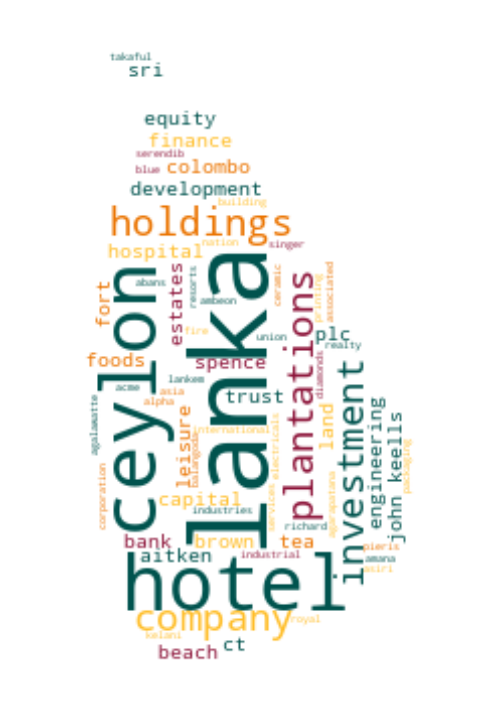 takaful
sri
equity
finance
serendib
blue
colombo
development
building
holdings
nation
hospital
singer
ceylon
lanka
abans
estates
resorts
ambeon
ceramic
plantations
printing
associated
fort
fire
union
plc
realty
foods
spence
diamonds
acme
lankem
asia
alpha
trust
investment
agalawatte
leisure
balangoda
international
electricals
land
engineering
john keells
packaging
corporation
capital
industries
services
richard
agarapatana
bank
brown
tea
pieris
aitken
industrial
amana
asiri
hotel
company
royal
kelani
ct
beach